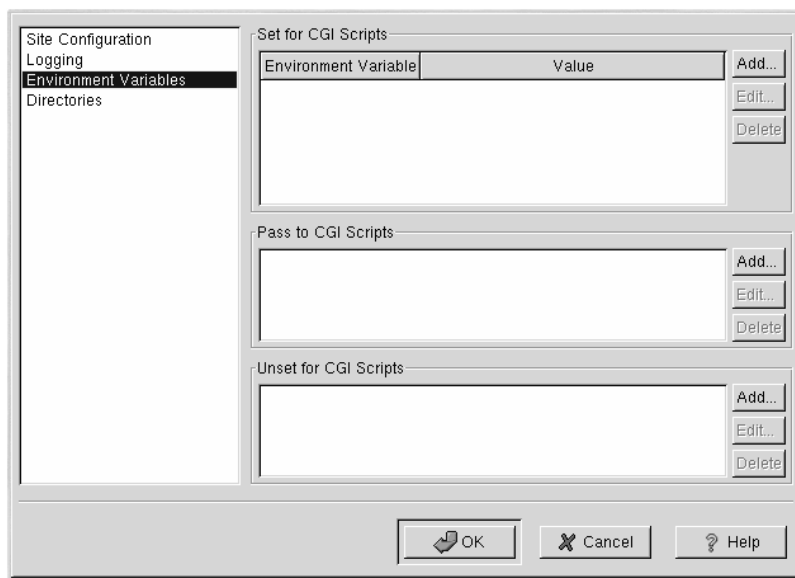 Site Configuration
Logging
Environment Variables
Directories
Set for CGI Scripts
Environment Variable Value
Add...
Edit...
Delete
Pass to CGI Scripts
Add...
Edit...
Delete
Unset for CGI Scripts
Add...
Edit...
Delete
OK Cancel Help